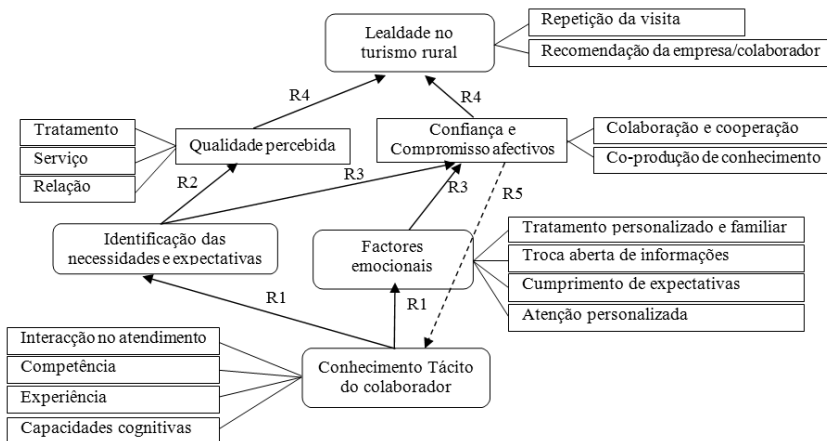 Lealdade no
turismo rural
Repetição da visita
Recomendação da empresa/colaborador
R4
R4
Tratamento
Serviço
Relação
Qualidade percebida
Confiança e
Compromisso afectivos
Colaboração e cooperação
Co-produção de conhecimento
R2
R3
R3
R5
Identificação das
necessidades e expectativas
Factores
emocionais
Tratamento personalizado e familiar
Troca aberta de informações
Cumprimento de expectativas
Atenção personalizada
R1
R1
Interacção no atendimento
Competência
Experiência
Capacidades cognitivas
Conhecimento Tácito
do colaborador